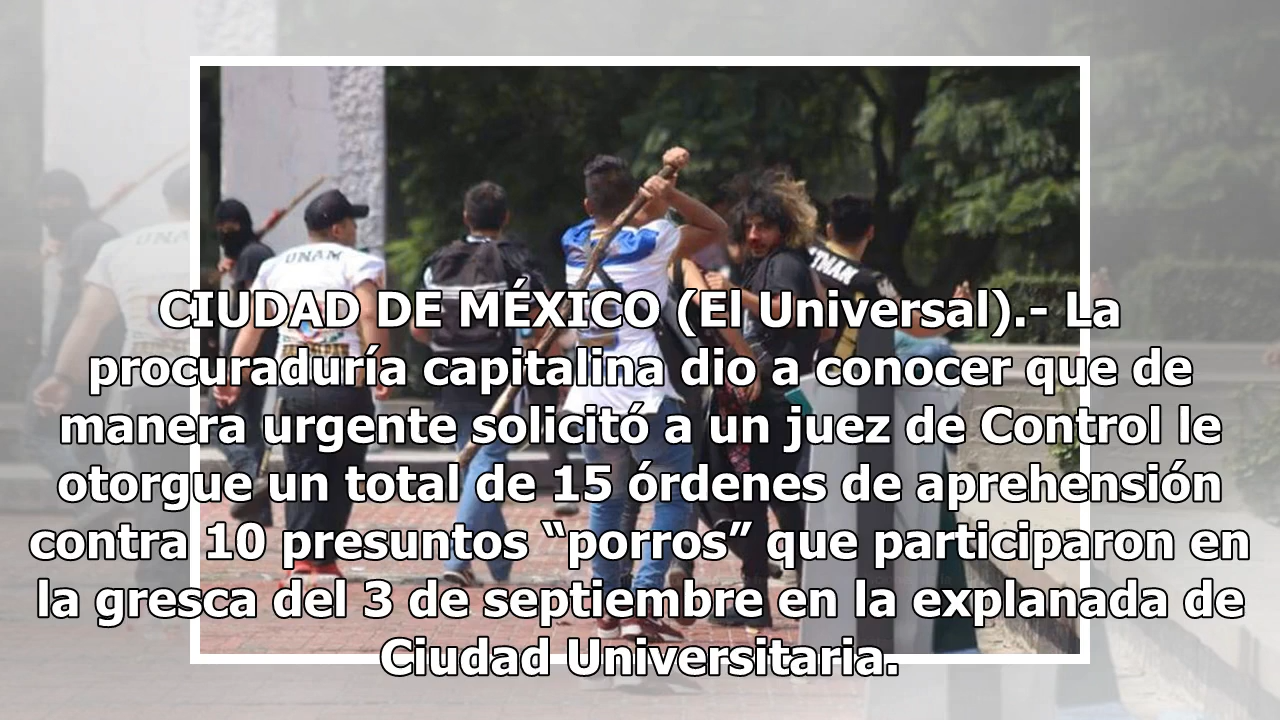 UNAM
CIUDAD DE MÉXICO (El Universal).- La
procuraduría capitalina dio a conocer que de
manera urgente solicitó a un juez de Control le
otorgue un total de 15 órdenes de aprehensión
contra 10 presuntos “porros” que participaron en
la gresca del 3 de septiembre en la explanada de
Ciudad Universitaria.